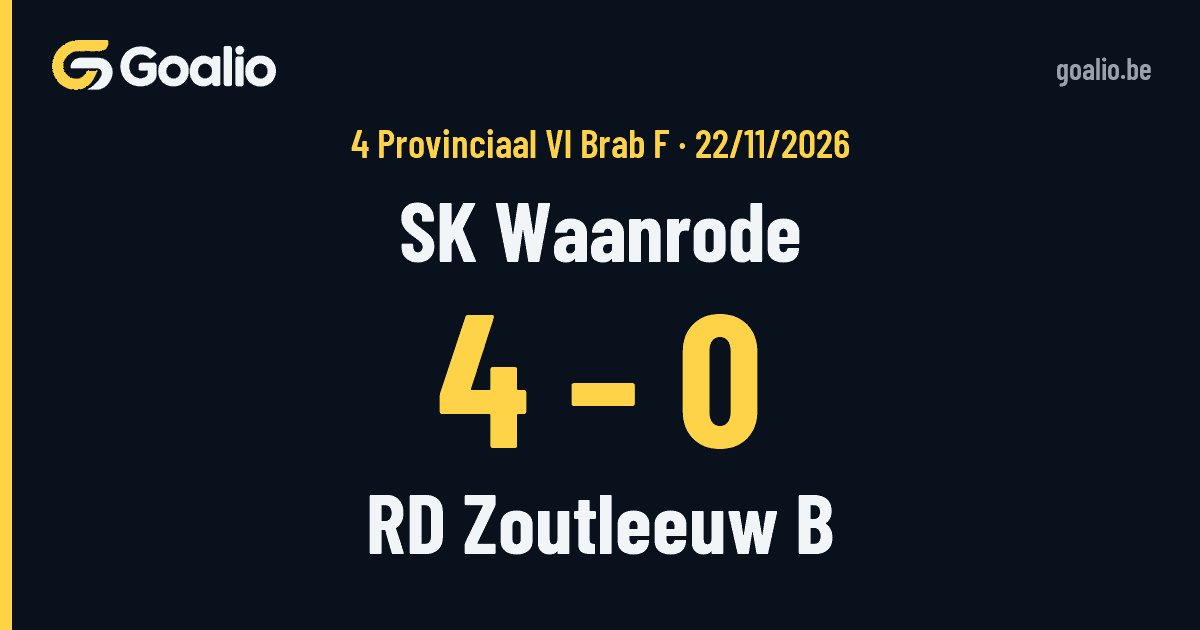 Goalio
goalio.be
4 Provinciaal Vl Brab F · 22/11/2026
SK Waanrode
4 – 0
RD Zoutleeuw B